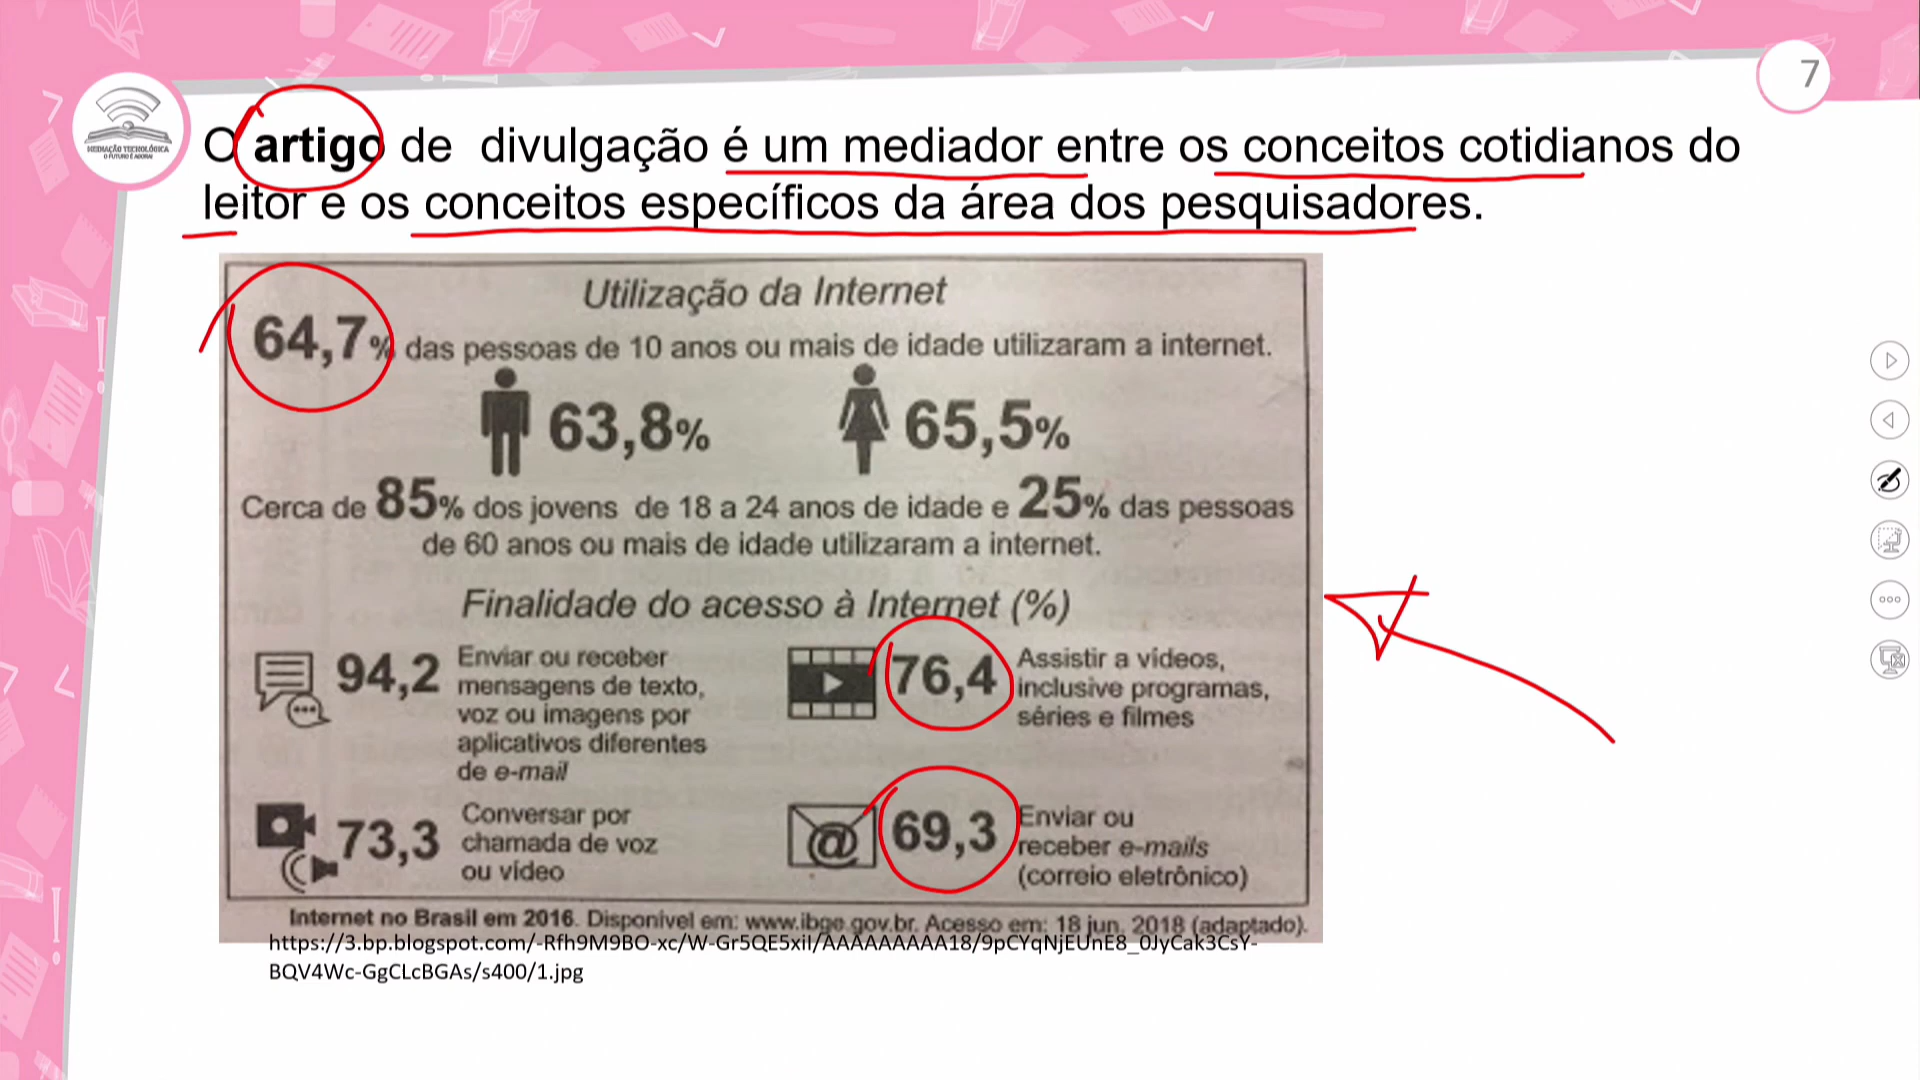 7
MEDIAÇÃO TECNOLÓGICA
O FUTURO É AGORA!
O artigo de divulgação é um mediador entre os conceitos cotidianos do
leitor e os conceitos específicos da área dos pesquisadores.
Utilização da Internet
64,7% das pessoas de 10 anos ou mais de idade utilizaram a internet.
63,8% 65,5%
Cerca de 85% dos jovens de 18 a 24 anos de idade e 25% das pessoas
de 60 anos ou mais de idade utilizaram a internet.
Finalidade do acesso à Internet (%)
94,2 Enviar ou receber
mensagens de texto,
voz ou imagens por
aplicativos diferentes
de e-mail
76,4 Assistir a vídeos,
inclusive programas,
séries e filmes
73,3 Conversar por
chamada de voz
ou vídeo
@ 69,3 Enviar ou
receber e-mails
(correio eletrônico)
Internet no Brasil em 2016. Disponível em: www.ibge.gov.br. Acesso em: 18 jun. 2018 (adaptado).
https://3.bp.blogspot.com/-Rfh9M9BO-xc/W-Gr5QE5xiI/AAAAAAAAA18/9pCYqNjEUnE8_0JyCak3CsY-
BQV4Wc-GgCLcBGAs/s400/1.jpg